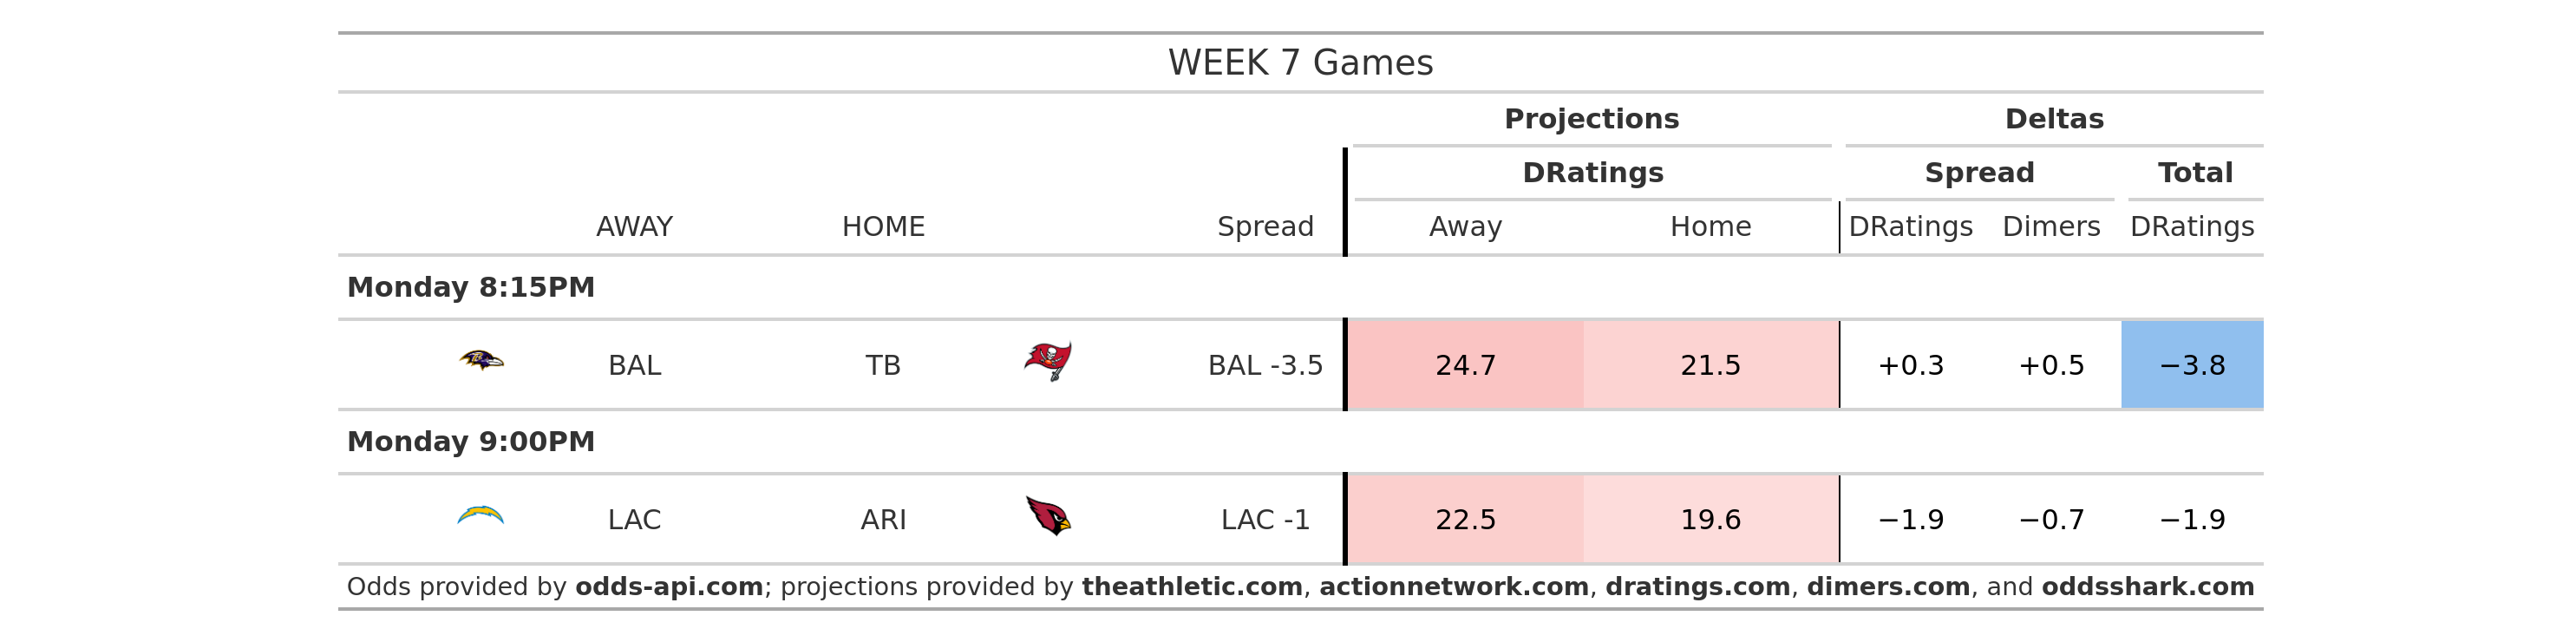 WEEK 7 Games
Projections Deltas
DRatings Spread Total
AWAY HOME Spread Away Home DRatings Dimers DRatings
Monday 8:15PM
BAL TB BAL -3.5 24.7 21.5 +0.3 +0.5 −3.8
Monday 9:00PM
LAC ARI LAC -1 22.5 19.6 −1.9 −0.7 −1.9
Odds provided by odds-api.com; projections provided by theathletic.com, actionnetwork.com, dratings.com, dimers.com, and oddsshark.com